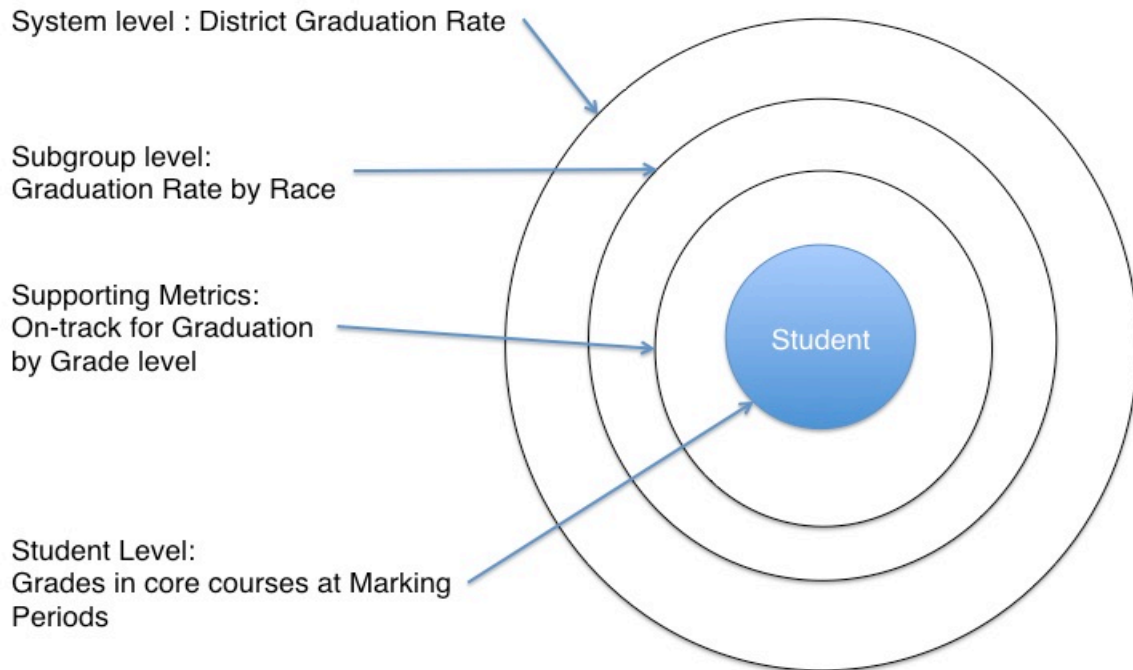 System level : District Graduation Rate
Subgroup level:
Graduation Rate by Race
Supporting Metrics:
On-track for Graduation
by Grade level
Student
Student Level:
Grades in core courses at Marking
Periods